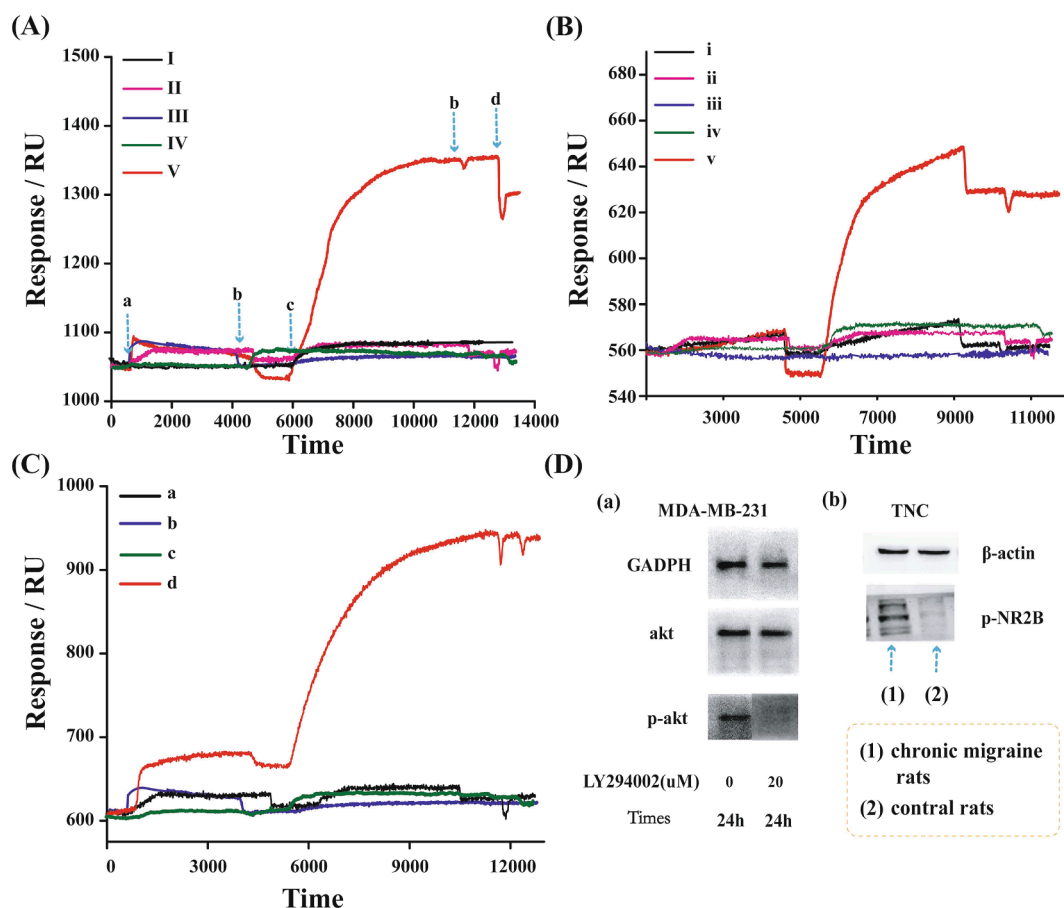 (A)
1500
1400
1300
1200
1100
1000
Response / RU
I
II
III
IV
V
a
b
c
b
d
0 2000 4000 6000 8000 10000 12000 14000
Time
(B)
680
660
640
620
600
580
560
540
Response / RU
i
ii
iii
iv
v
3000 5000 7000 9000 11000
Time
(C)
1000
900
800
700
600
Response / RU
a
b
c
d
0 3000 6000 9000 12000
Time
(D)
(a)
MDA-MB-231
GADPH
akt
p-akt
LY294002(uM) 0 20
Times 24h 24h
(b)
TNC
β-actin
p-NR2B
(1) (2)
(1) chronic migraine
rats
(2) contral rats